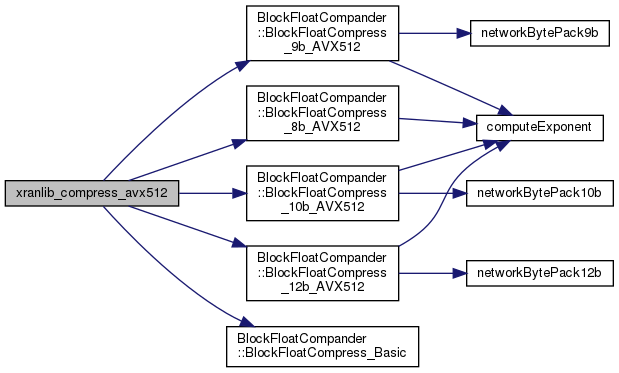 BlockFloatCompander
::BlockFloatCompress
_9b_AVX512
networkBytePack9b
BlockFloatCompander
::BlockFloatCompress
_8b_AVX512
computeExponent
xranlib_compress_avx512
BlockFloatCompander
::BlockFloatCompress
_10b_AVX512
networkBytePack10b
BlockFloatCompander
::BlockFloatCompress
_12b_AVX512
networkBytePack12b
BlockFloatCompander
::BlockFloatCompress_Basic